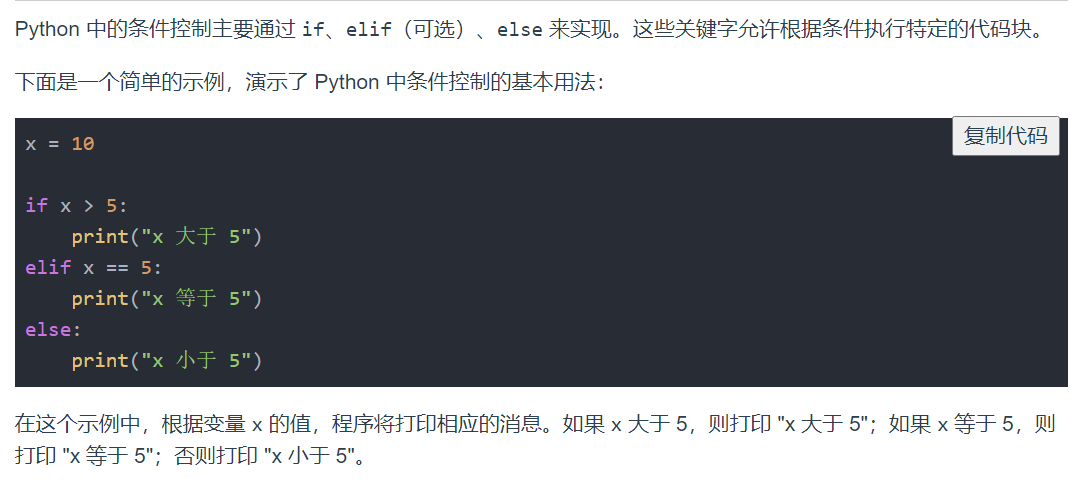 Python 中的条件控制主要通过 if、elif（可选）、else 来实现。这些关键字允许根据条件执行特定的代码块。
下面是一个简单的示例，演示了 Python 中条件控制的基本用法：
复制代码
x = 10
if x > 5:
    print("x 大于 5")
elif x == 5:
    print("x 等于 5")
else:
    print("x 小于 5")
在这个示例中，根据变量 x 的值，程序将打印相应的消息。如果 x 大于 5，则打印 "x 大于 5"；如果 x 等于 5，则
打印 "x 等于 5"；否则打印 "x 小于 5"。